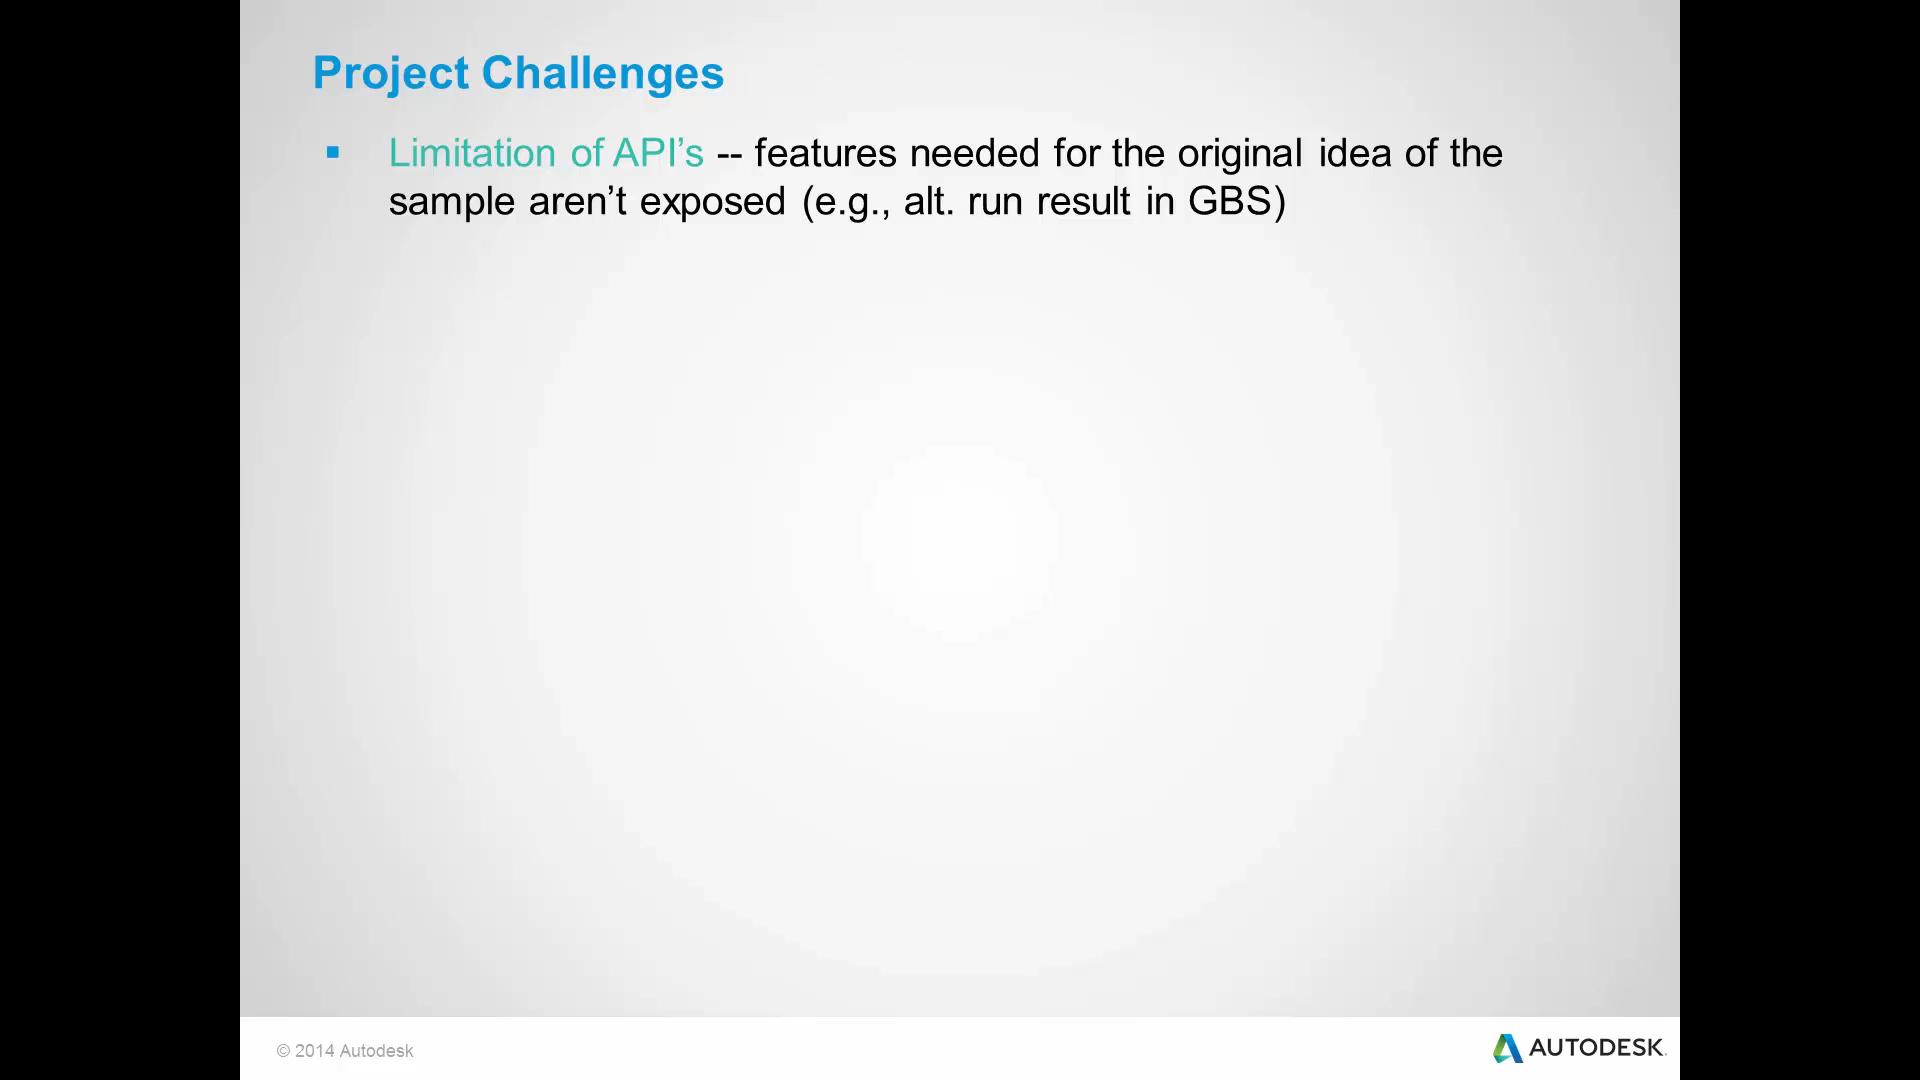 Project Challenges
▪ Limitation of API’s -- features needed for the original idea of the
sample aren’t exposed (e.g., alt. run result in GBS)
© 2014 Autodesk
AUTODESK.